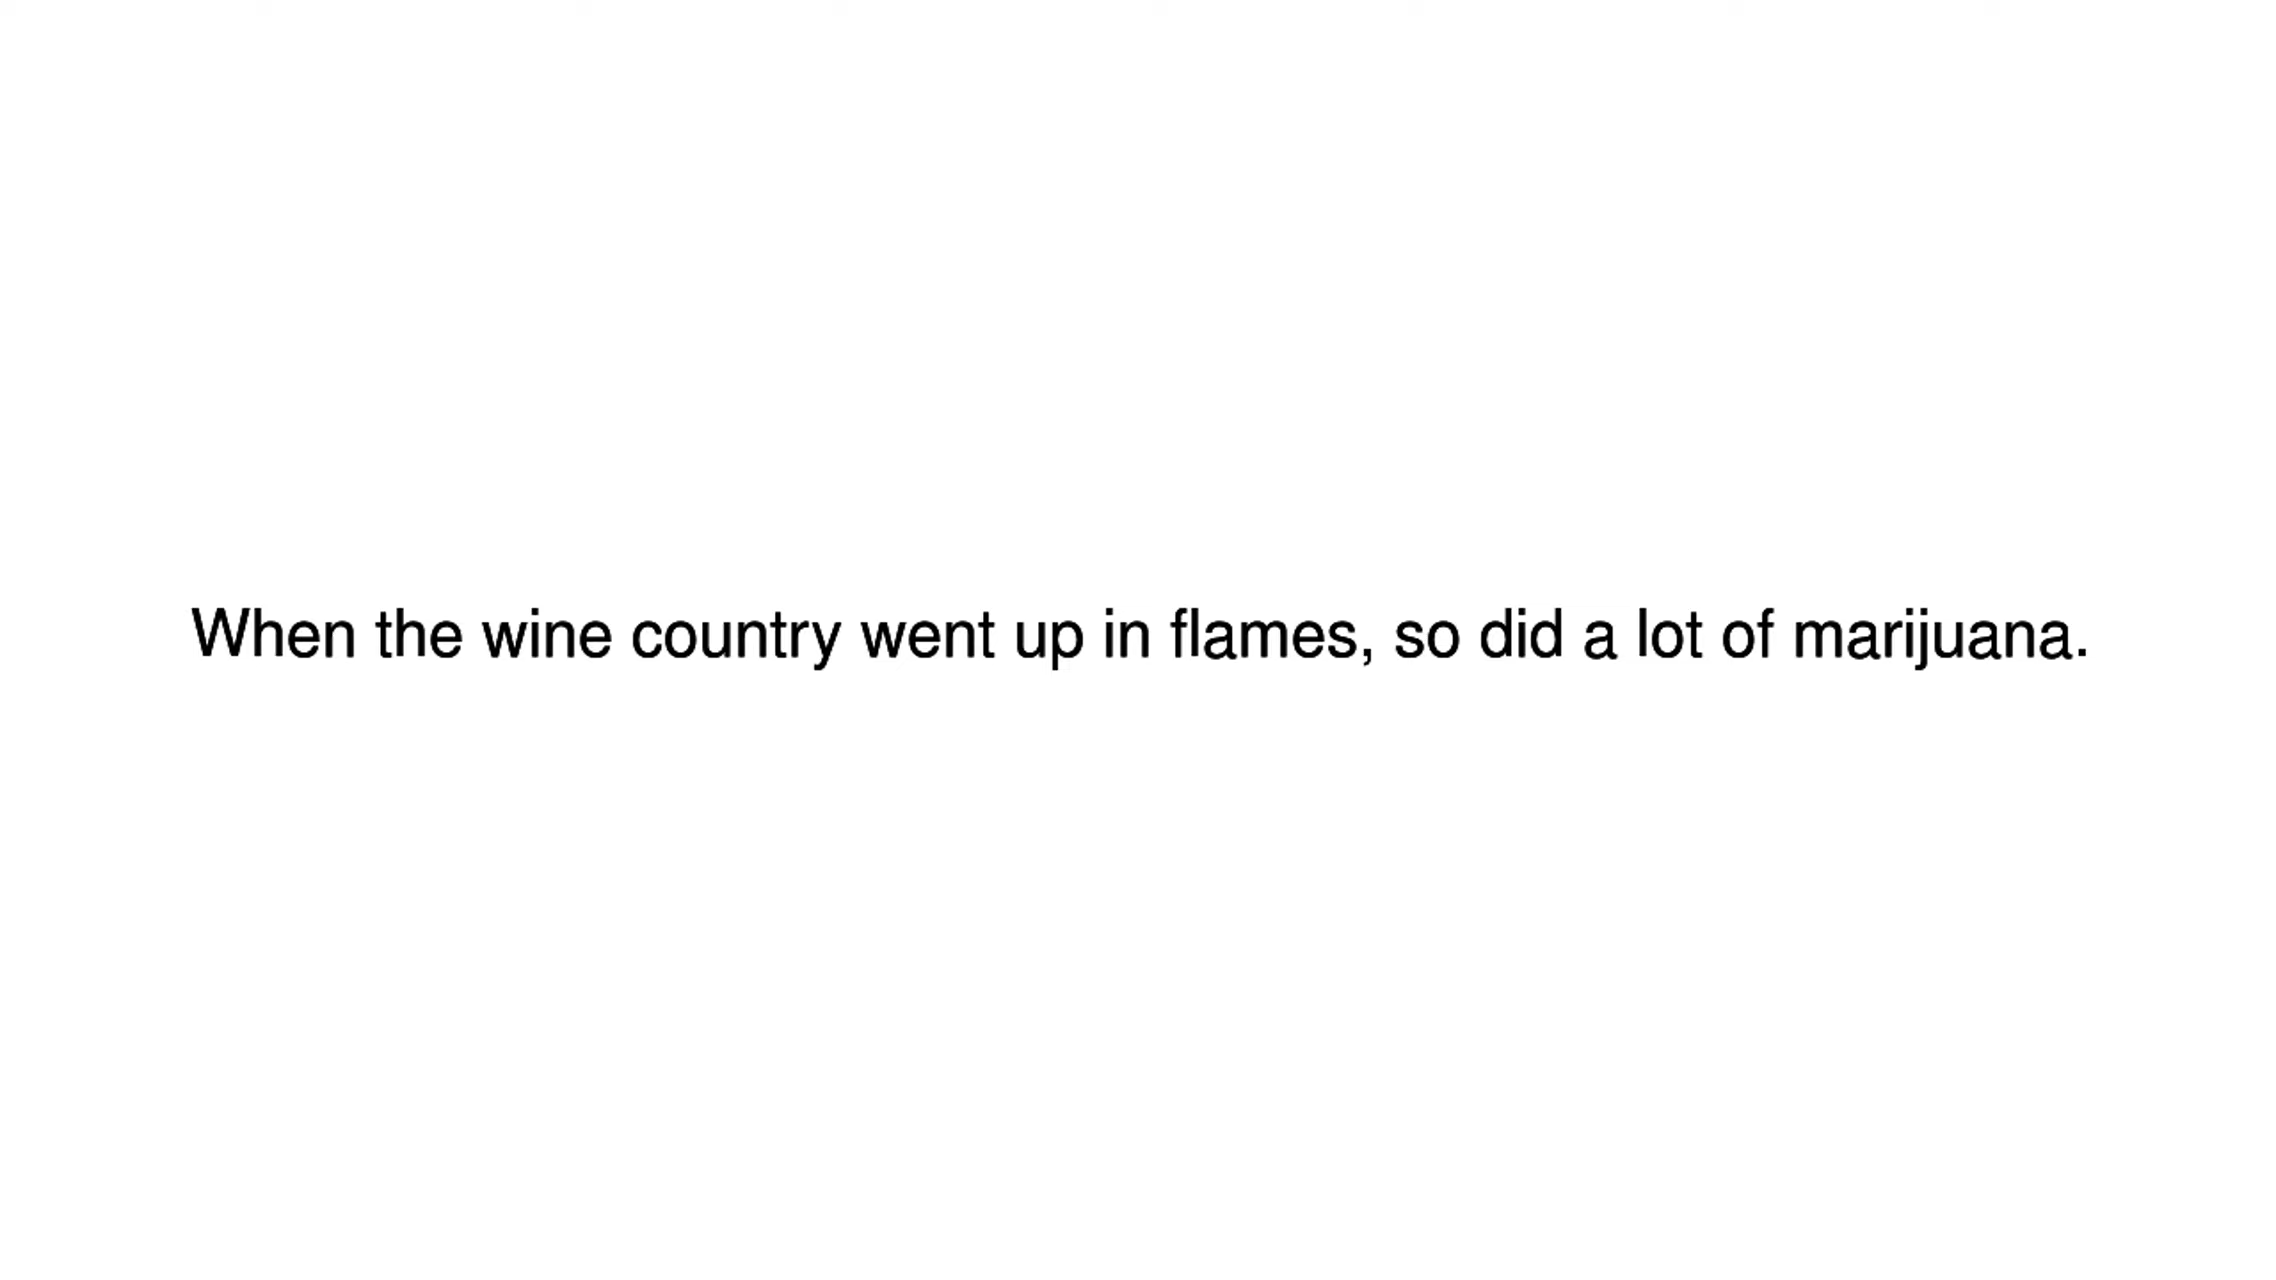 When the wine country went up in flames, so did a lot of marijuana.